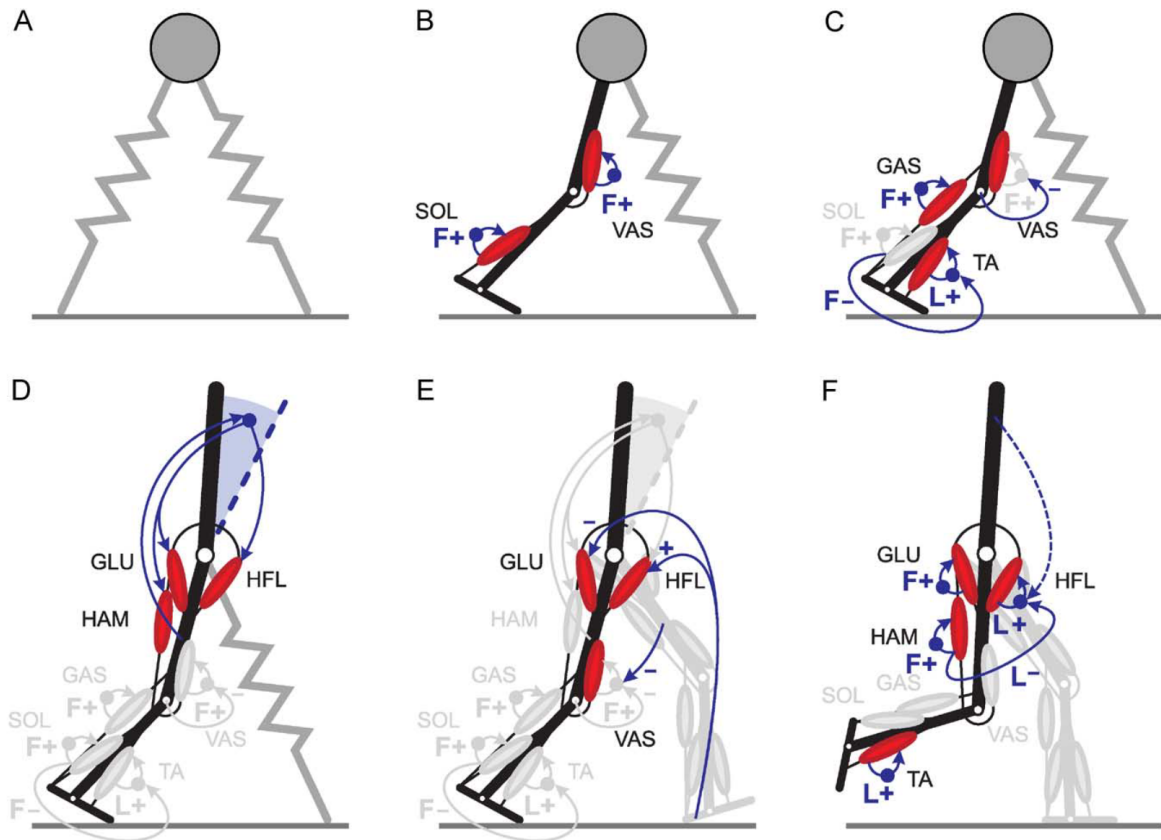 A
B
SOL
F+
F+
VAS
C
GAS
F+
SOL
F+
F+
−
VAS
TA
L+
F−
D
GLU
HFL
HAM
GAS
F+
−
F+
SOL
F+
VAS
TA
L+
F−
E
−
+
GLU
HFL
HAM
−
GAS
F+
−
F+
SOL
F+
VAS
TA
L+
F−
F
GLU
HFL
F+
L+
HAM
F+
L−
SOL
GAS
VAS
TA
L+